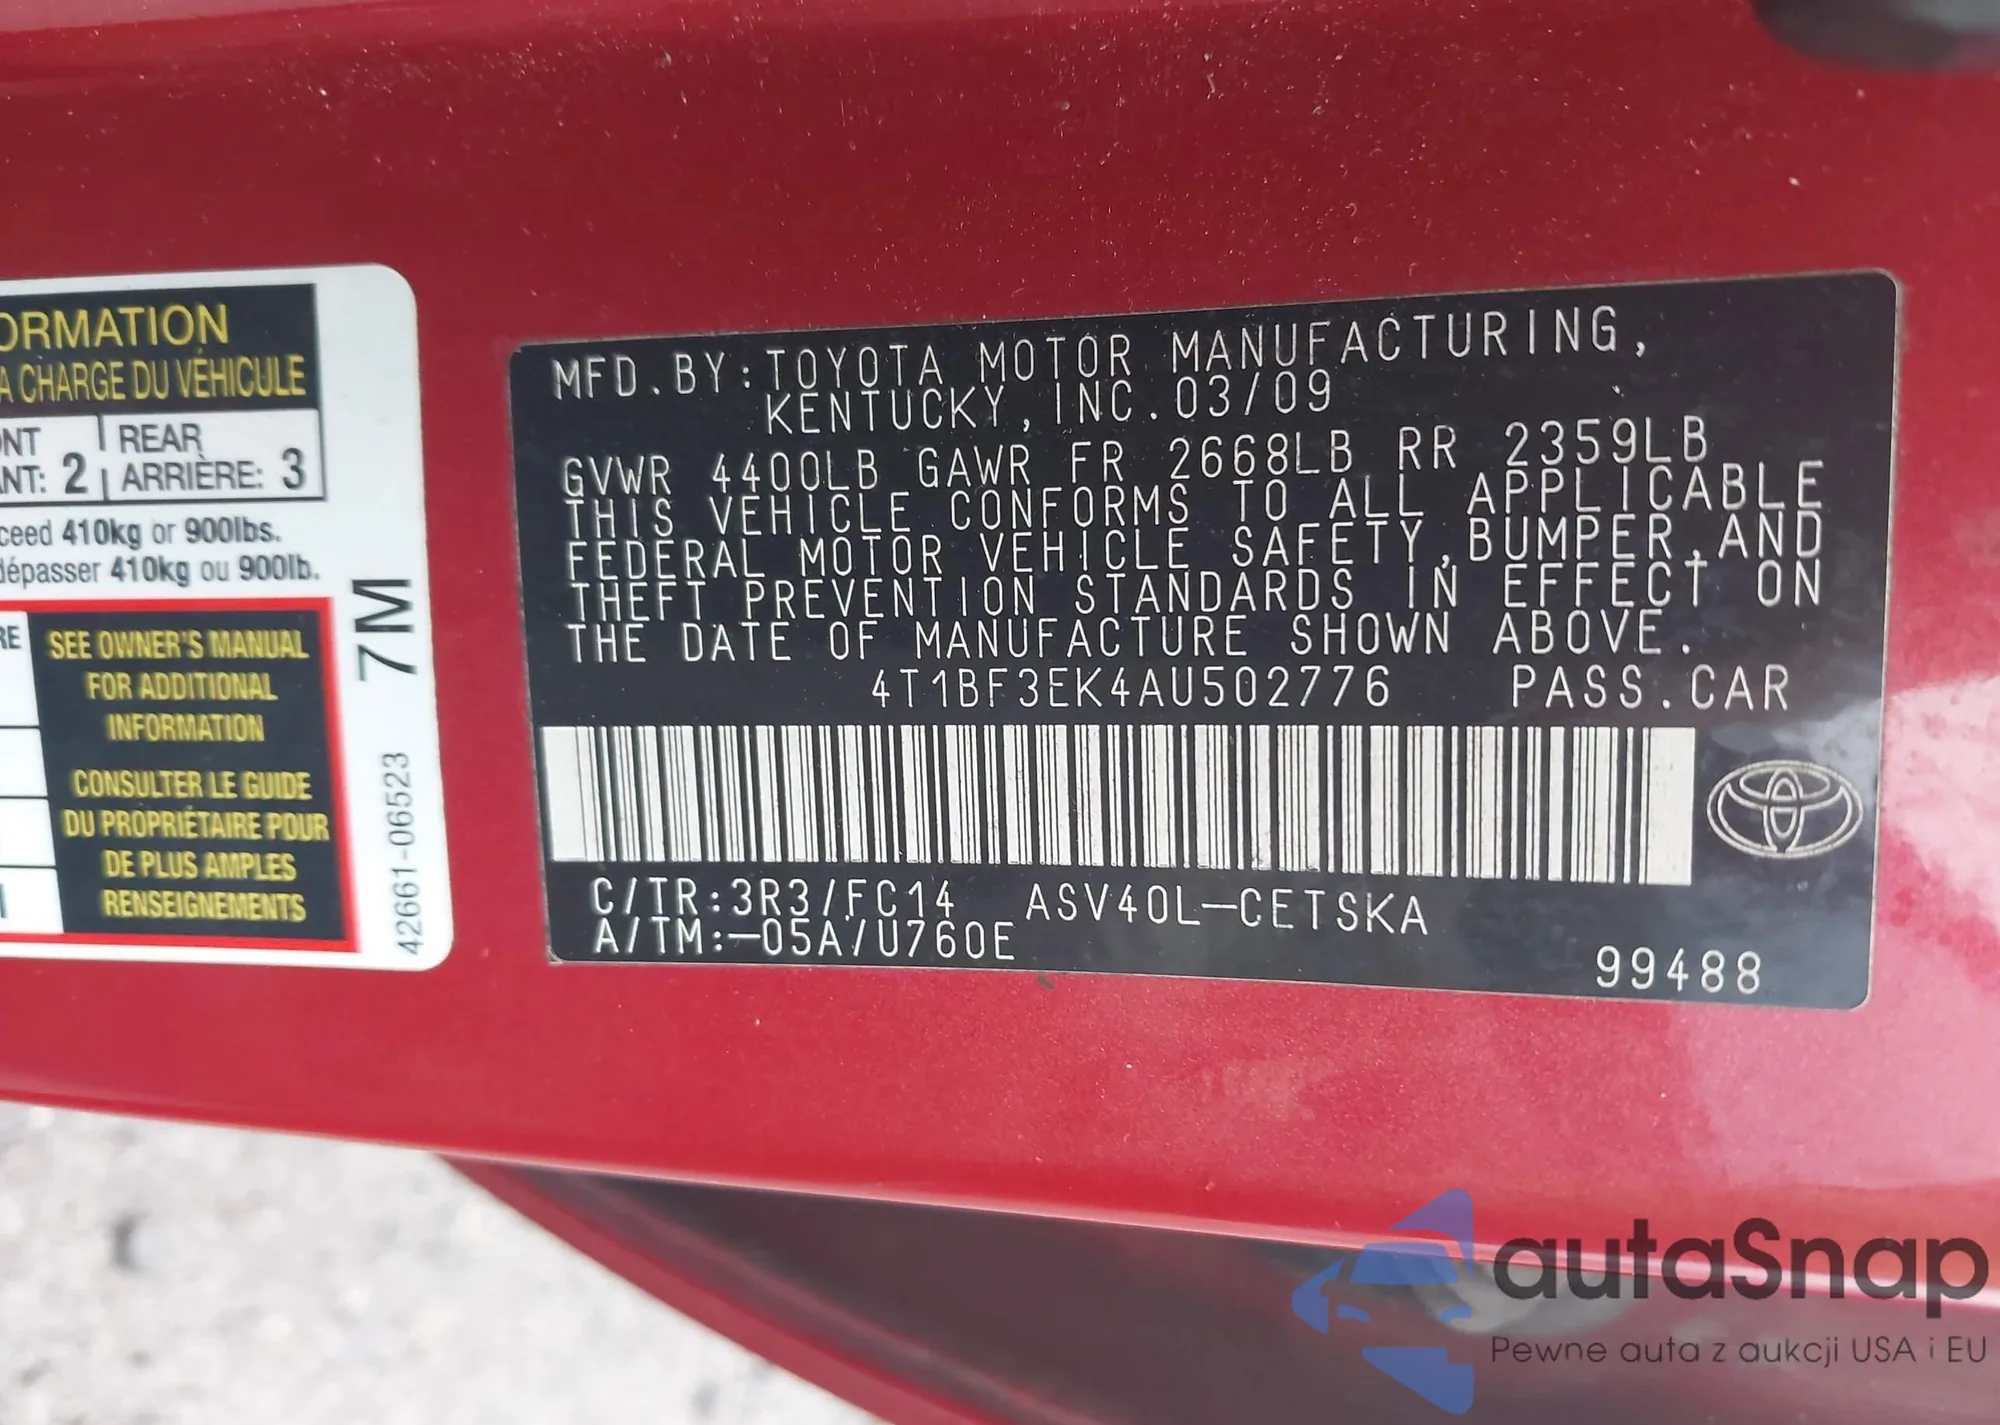 ORMATION
A CHARGE DU VÉHICULE
REAR
2 ARRIÈRE: 3
ceed 410kg or 900lbs.
dépasser 410kg ou 900lb.
SEE OWNER'S MANUAL
FOR ADDITIONAL
INFORMATION
CONSULTER LE GUIDE
DU PROPRIÉTAIRE POUR
DE PLUS AMPLES
RENSEIGNEMENTS
7M
42661-06523
MFD.BY:TOYOTA MOTOR MANUFACTURING,
KENTUCKY,INC.03/09
GVWR 4400LB GAWR FR 2668LB RR 2359LB
THIS VEHICLE CONFORMS TO ALL APPLICABLE
FEDERAL MOTOR VEHICLE SAFETY,BUMPER,AND
THEFT PREVENTION STANDARDS IN EFFECT ON
THE DATE OF MANUFACTURE SHOWN ABOVE.
4T1BF3EK4AU502776 PASS.CAR
C/TR:3R3/FC14 ASV40L-CETSKA
A/TM:-05A/U760E
99488
autaSnap
Pewne auta z aukcji USA i EU